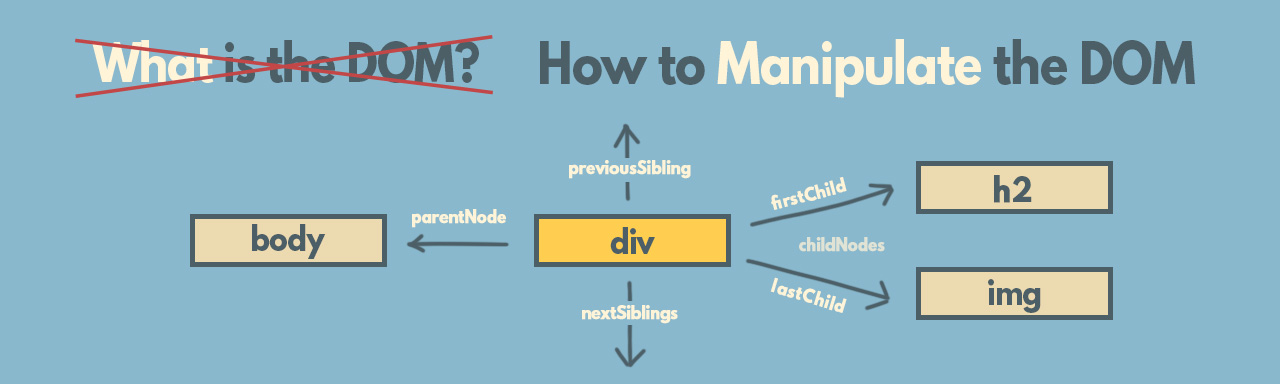 What is the DOM? How to Manipulate the DOM
previousSibling
firstChild
h2
parentNode
body
div
childNodes
lastChild
img
nextSiblings